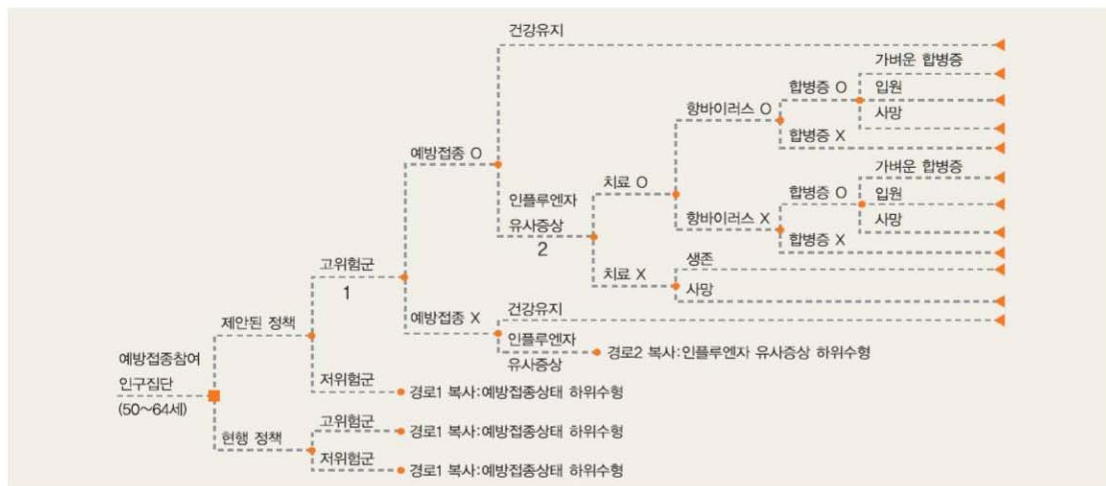 건강유지
가벼운 합병증
합병증 O
입원
사망
항바이러스 O
합병증 X
예방접종 O
가벼운 합병증
치료 O
합병증 O
입원
인플루엔자
유사증상
2
항바이러스 X
사망
합병증 X
고위험군
1
생존
치료 X
사망
예방접종 X
건강유지
제안된 정책
인플루엔자
유사증상
경로2 복사:인플루엔자 유사증상 하위수형
예방접종참여
인구집단
(50~64세)
저위험군
경로1 복사:예방접종상태 하위수형
고위험군
경로1 복사:예방접종상태 하위수형
현행 정책
저위험군
경로1 복사:예방접종상태 하위수형